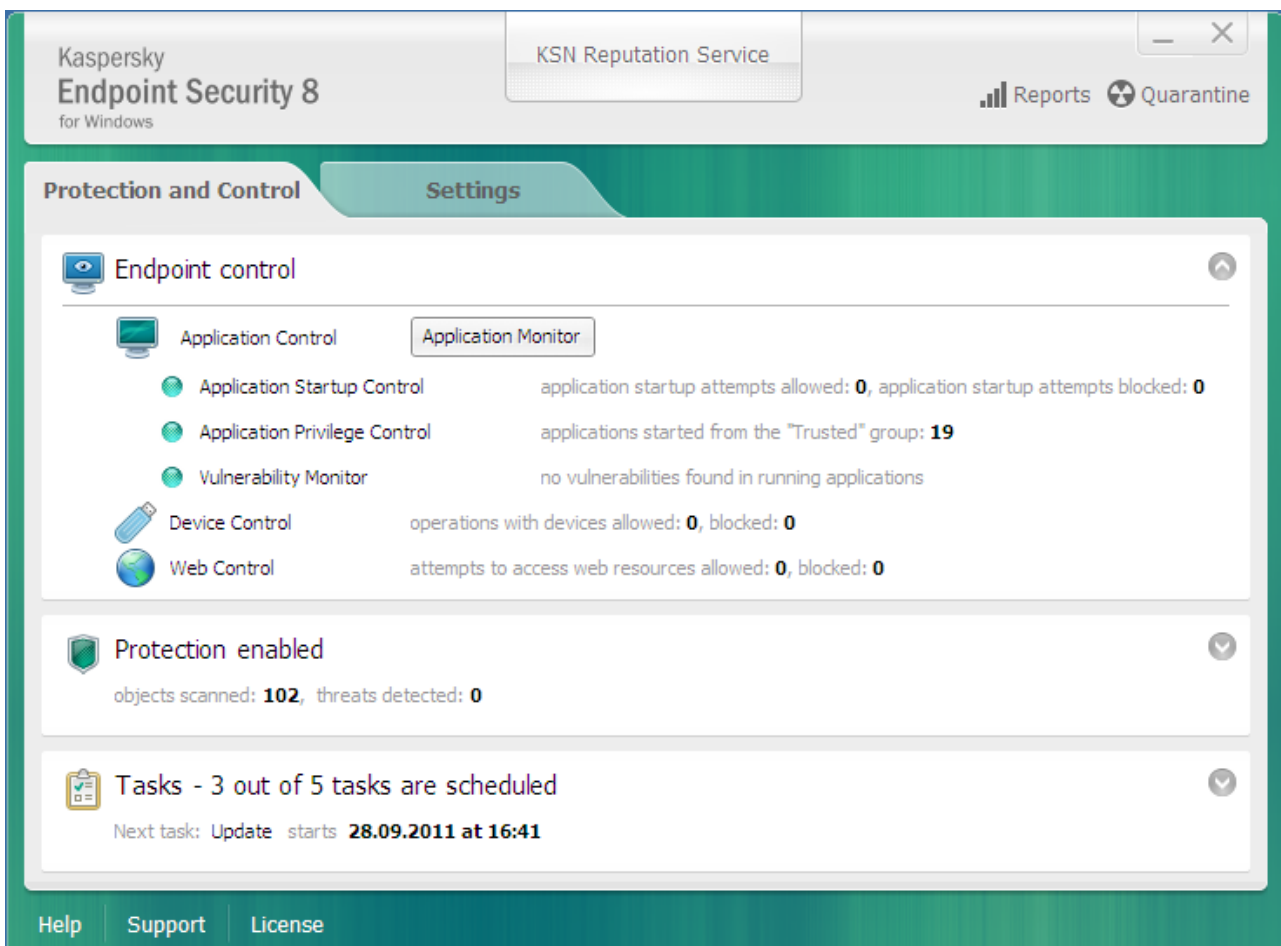 Kaspersky
Endpoint Security 8
for Windows
KSN Reputation Service
Reports Quarantine
Protection and Control Settings
Endpoint control
Application Control Application Monitor
Application Startup Control application startup attempts allowed: 0, application startup attempts blocked: 0
Application Privilege Control applications started from the "Trusted" group: 19
Vulnerability Monitor no vulnerabilities found in running applications
Device Control operations with devices allowed: 0, blocked: 0
Web Control attempts to access web resources allowed: 0, blocked: 0
Protection enabled
objects scanned: 102, threats detected: 0
Tasks - 3 out of 5 tasks are scheduled
Next task: Update starts 28.09.2011 at 16:41
Help Support License